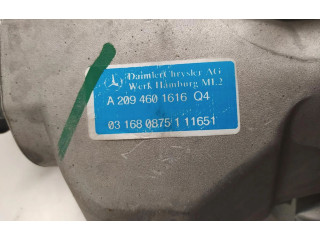 DaimlerChrysler AG
Werk Hamburg ML2
A 209 460 1616 Q4
03 168 0875 1 11651